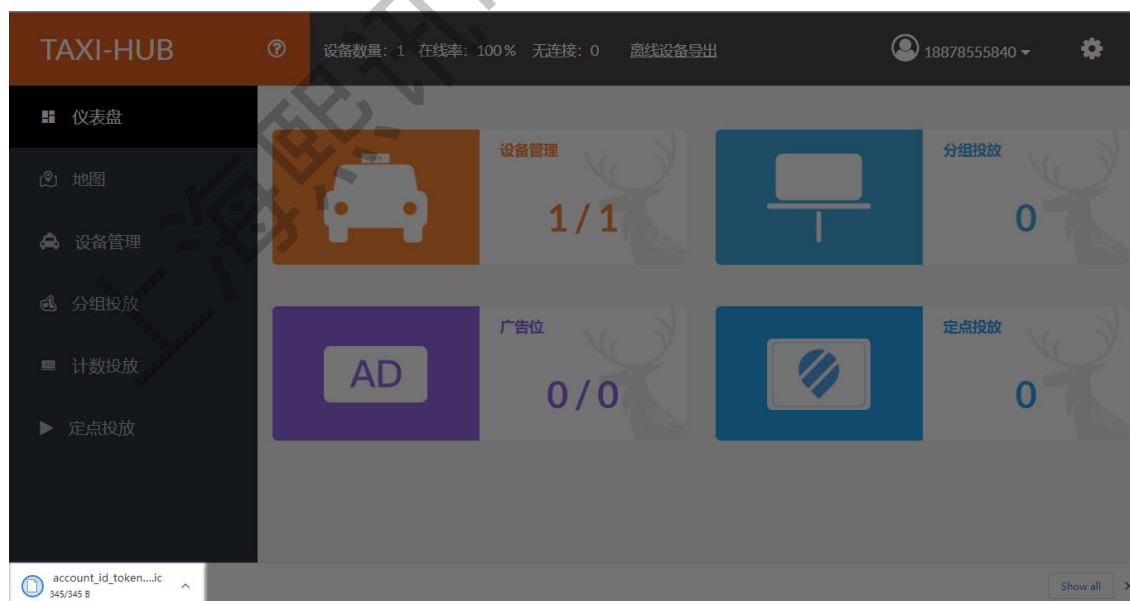 TAXI-HUB
设备数量: 1 在线率: 100% 无连接: 0 离线设备导出
18878555840
仪表盘
地图
设备管理
分组投放
计数投放
定点投放
TAXI
设备管理
1 / 1
分组投放
0
AD
广告位
0 / 0
定点投放
0
account_id_token....ic
345/345 B
Show all
上海熙讯